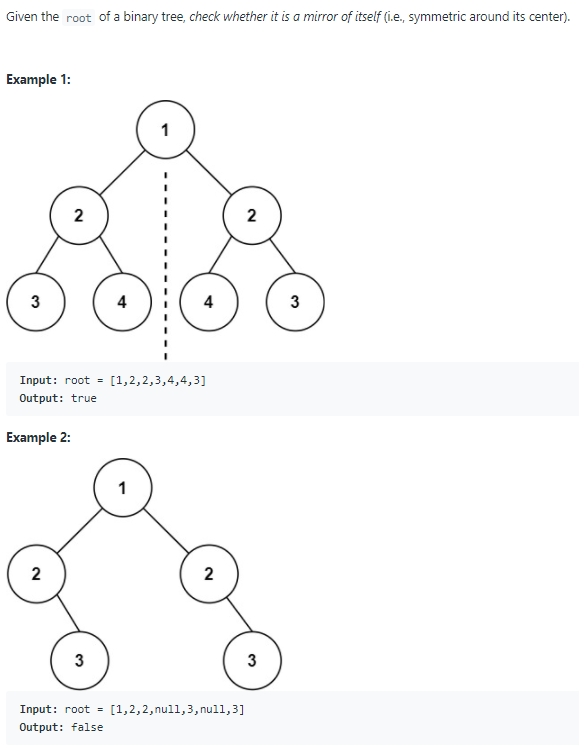 Given the root of a binary tree, check whether it is a mirror of itself (i.e., symmetric around its center).
Example 1:
1
2 2
3 4 4 3
Input: root = [1,2,2,3,4,4,3]
Output: true
Example 2:
1
2 2
3 3
Input: root = [1,2,2,null,3,null,3]
Output: false